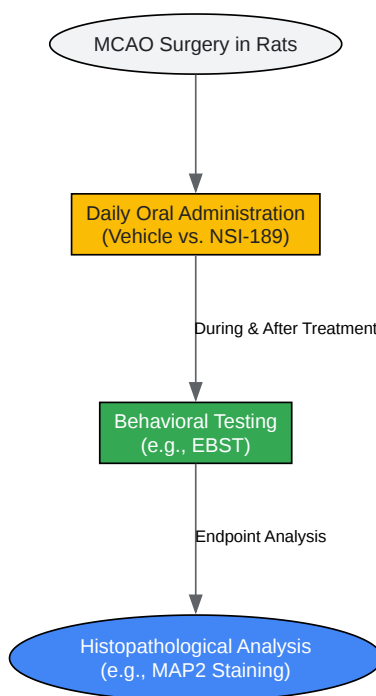 MCAO Surgery in Rats
Daily Oral Administration
(Vehicle vs. NSI-189)
During & After Treatment
Behavioral Testing
(e.g., EBST)
Endpoint Analysis
Histopathological Analysis
(e.g., MAP2 Staining)